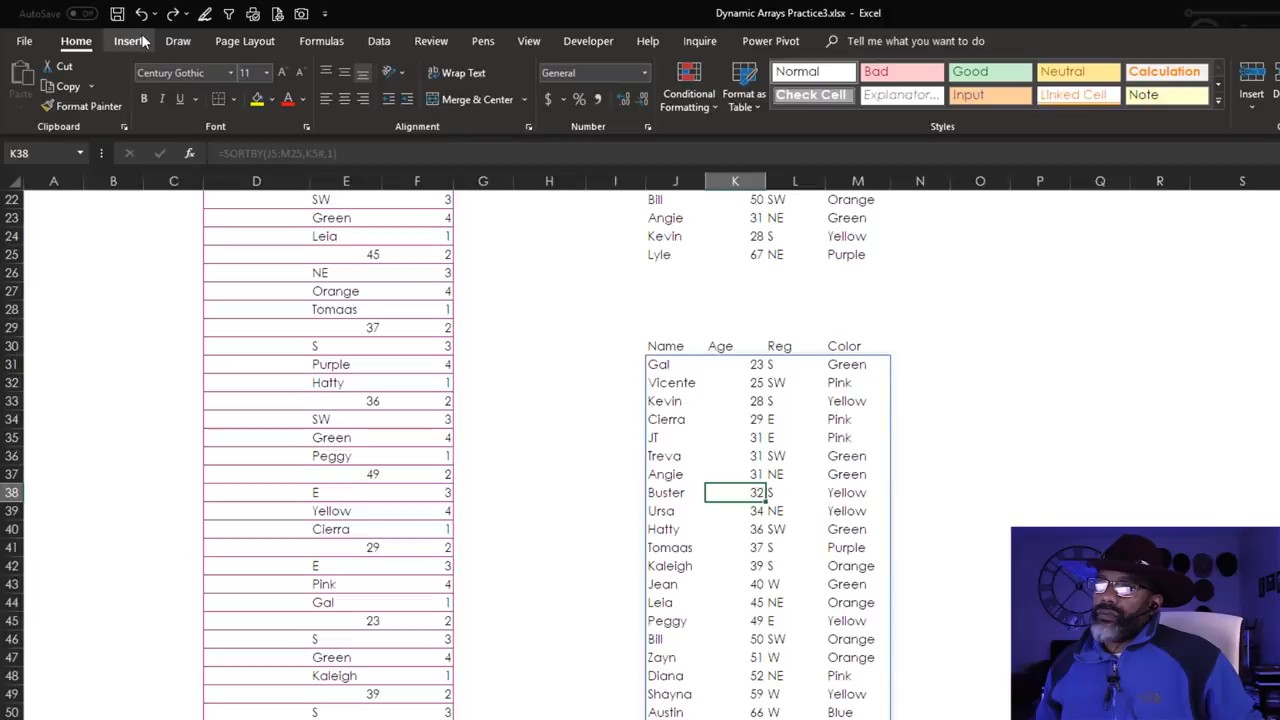 AutoSave Off
Dynamic Arrays Practice3.xlsx - Excel
File Home Insert Draw Page Layout Formulas Data Review Pens View Developer Help Inquire Power Pivot Tell me what you want to do
Paste
Cut
Copy
Format Painter
Clipboard
Century Gothic 11
B I U
Font
Wrap Text
Merge & Center
Alignment
General
$ % 9
Number
Conditional Formatting
Format as Table
Normal Bad Good Neutral Calculation
Check Cell Explanator... Input Linked Cell Note
Styles
Insert
K38 fx =SORTBY(J5:M25,K5#,1)
A B C D E F G H I J K L M N O P Q R S
22 SW 3 Bill 50 SW Orange
23 Green 4 Angie 31 NE Green
24 Leia 1 Kevin 28 S Yellow
25 45 2 Lyle 67 NE Purple
26 NE 3
27 Orange 4
28 Tomaas 1
29 37 2
30 S 3 Name Age Reg Color
31 Purple 4 Gal 23 S Green
32 Hatty 1 Vicente 25 SW Pink
33 36 2 Kevin 28 S Yellow
34 SW 3 Cierra 29 E Pink
35 Green 4 JT 31 E Pink
36 Peggy 1 Treva 31 SW Green
37 49 2 Angie 31 NE Green
38 E 3 Buster 32 S Yellow
39 Yellow 4 Ursa 34 NE Yellow
40 Cierra 1 Hatty 36 SW Green
41 29 2 Tomaas 37 S Purple
42 E 3 Kaleigh 39 S Orange
43 Pink 4 Jean 40 W Green
44 Gal 1 Leia 45 NE Orange
45 23 2 Peggy 49 E Yellow
46 S 3 Bill 50 SW Orange
47 Green 4 Zayn 51 W Orange
48 Kaleigh 1 Diana 52 NE Pink
49 39 2 Shayna 59 W Yellow
50 S 3 Austin 66 W Blue